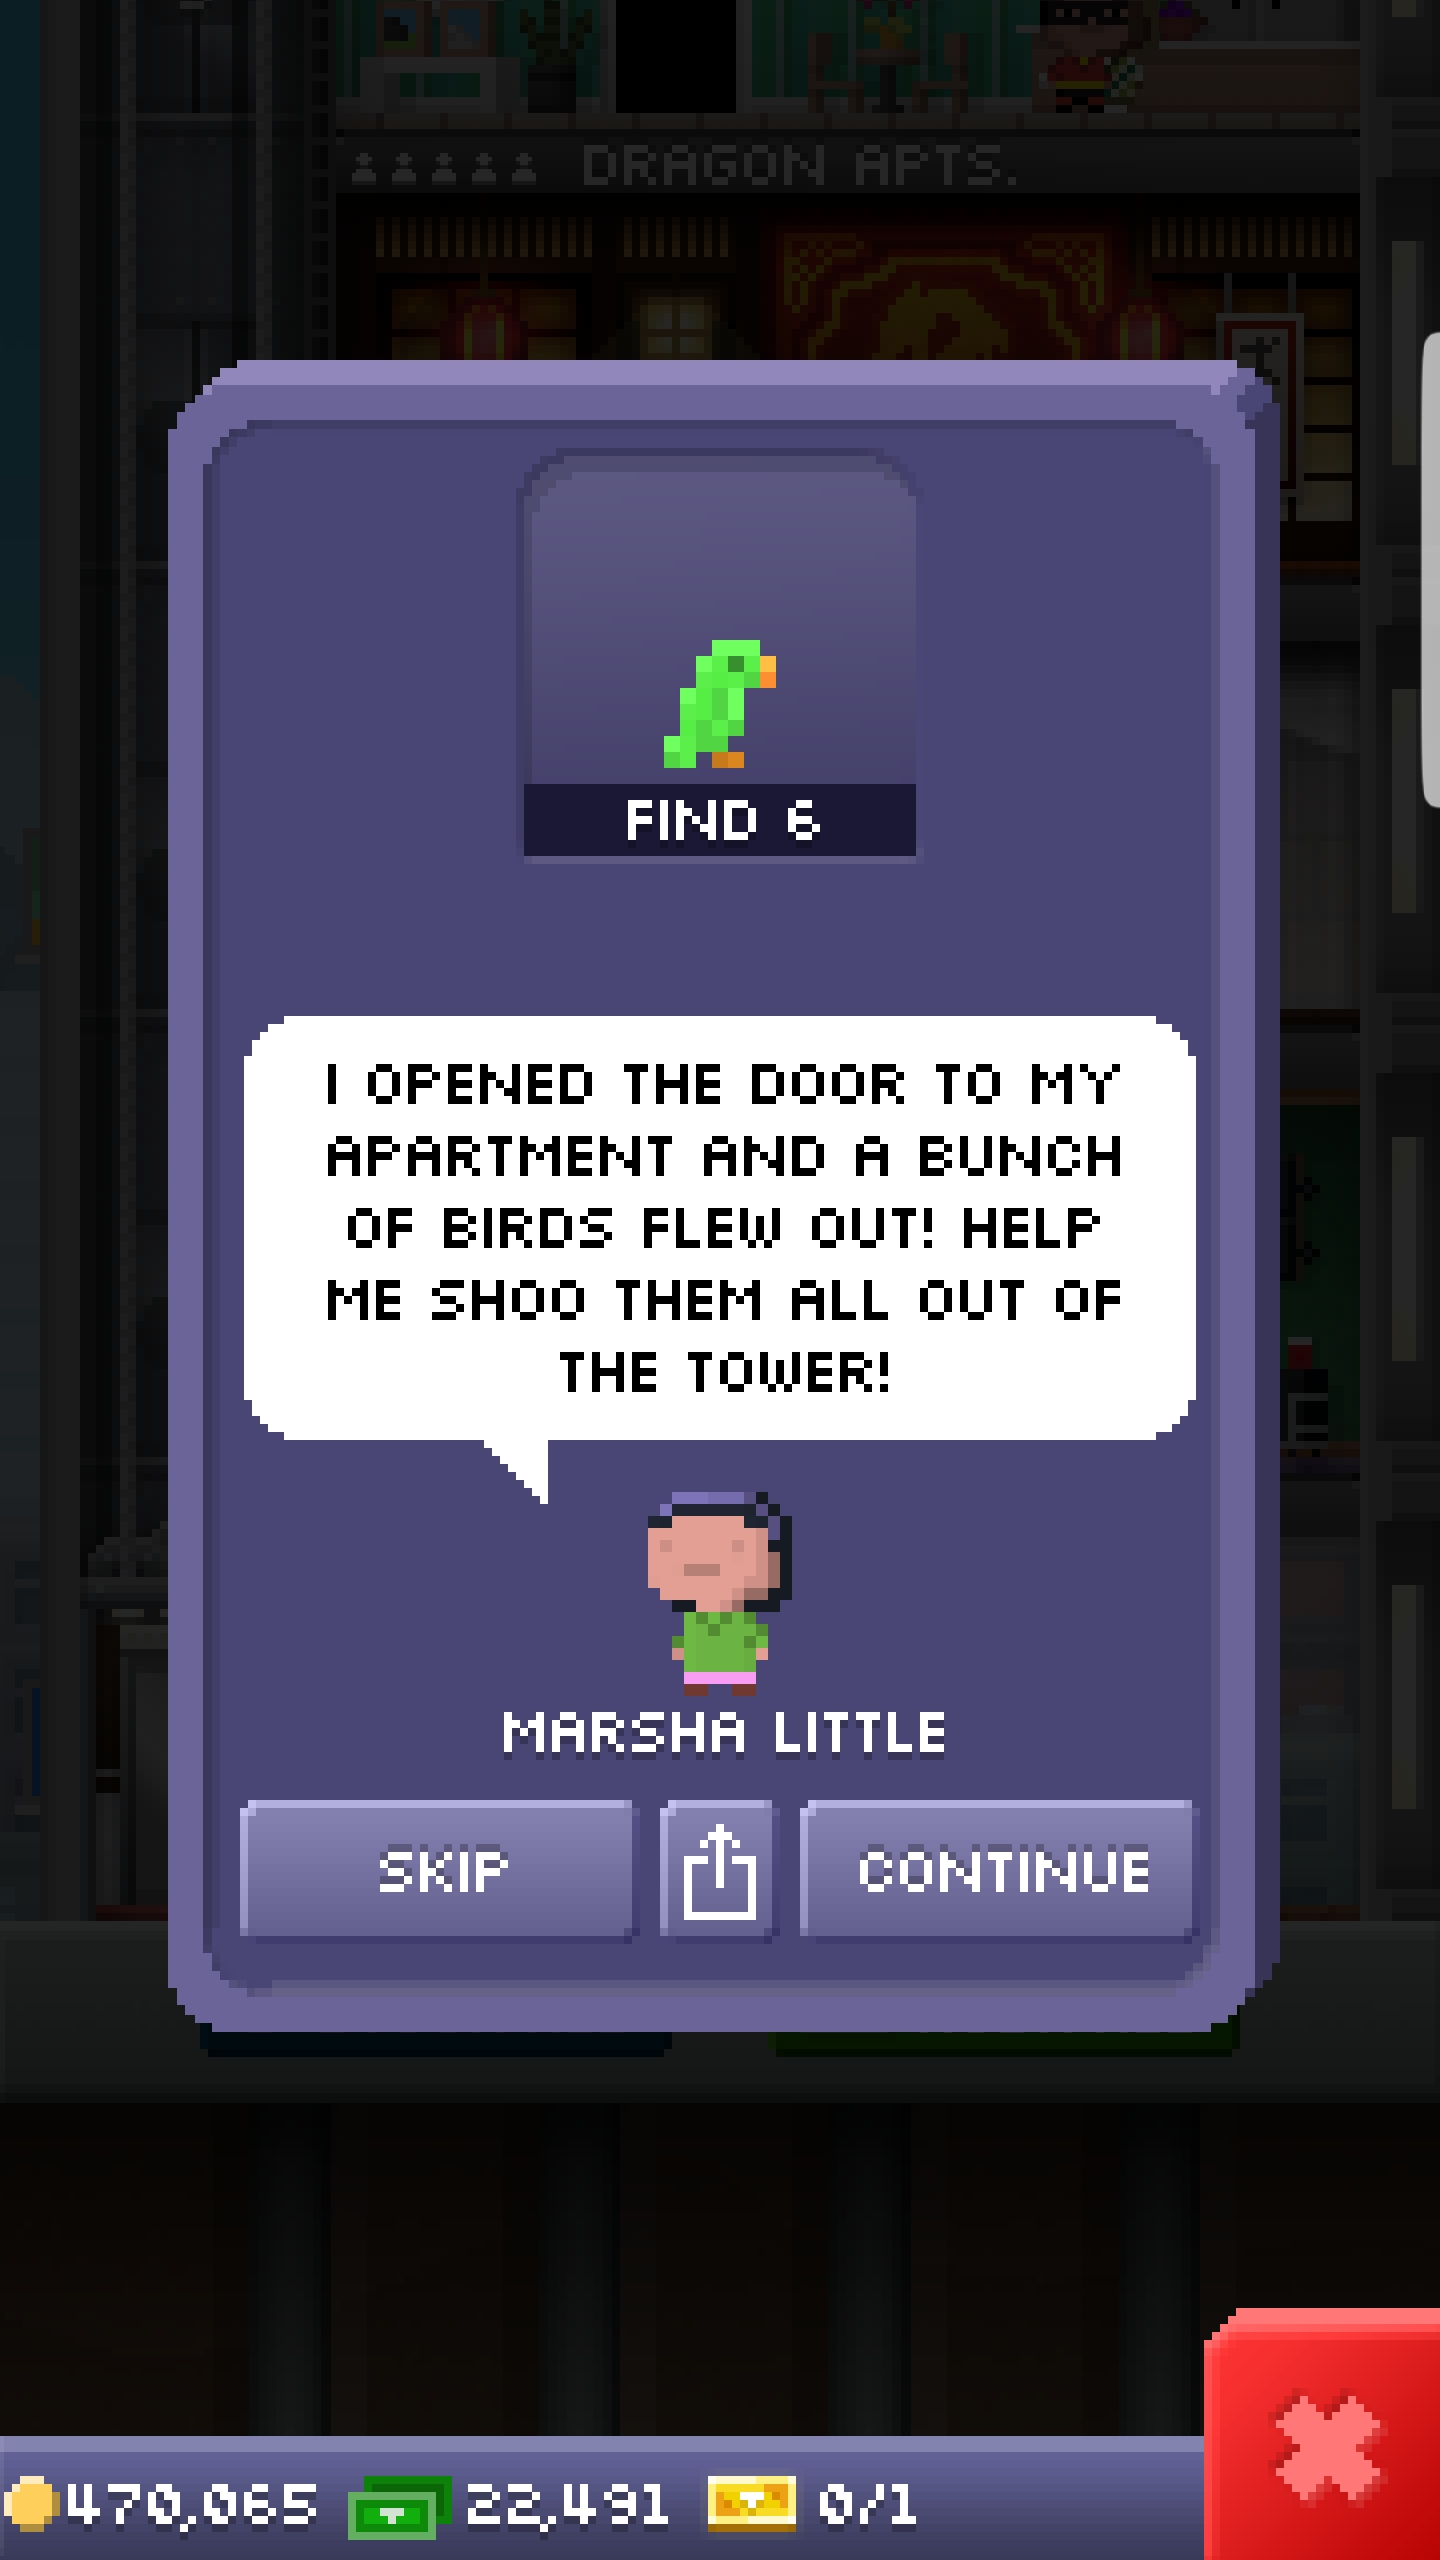 DRAGON APTS.
FIND 6
I OPENED THE DOOR TO MY
APARTMENT AND A BUNCH
OF BIRDS FLEW OUT! HELP
ME SHOO THEM ALL OUT OF
THE TOWER!
MARSHA LITTLE
SKIP
CONTINUE
470,065 22,491 0/1